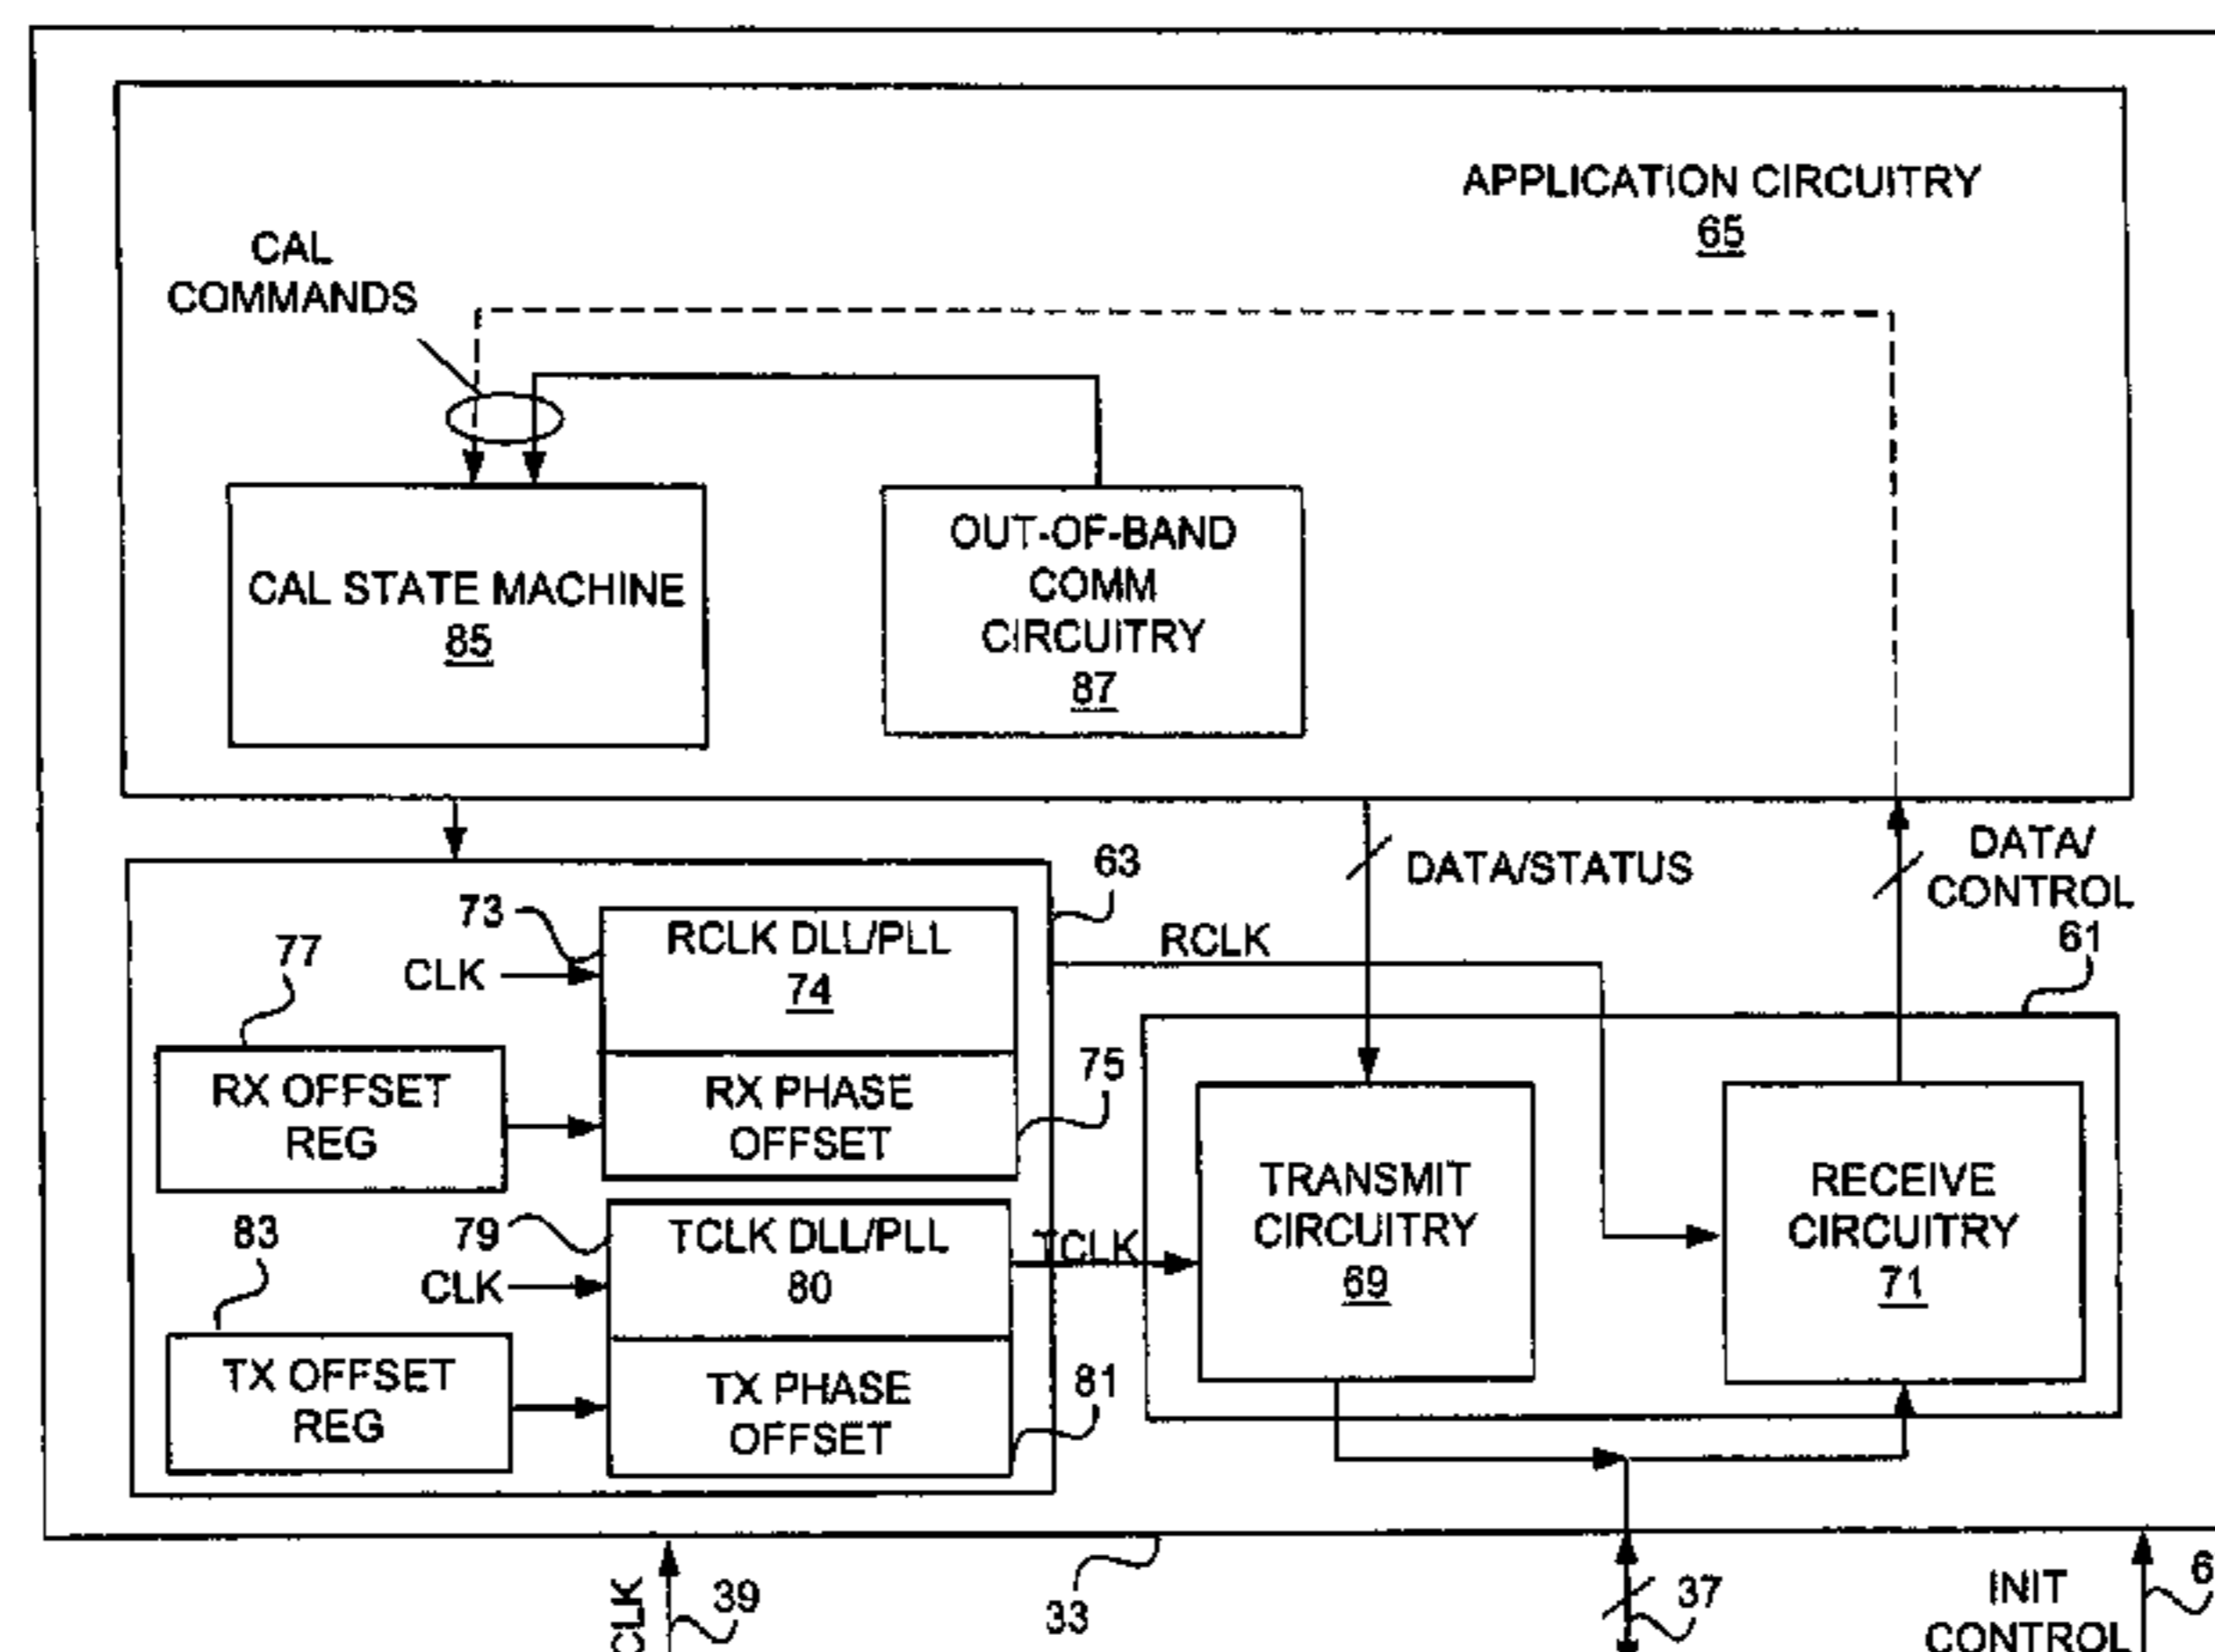 APPLICATION CIRCUITRY
65
CAL
COMMANDS
CAL STATE MACHINE
85
OUT-OF-BAND
COMM
CIRCUITRY
87
DATA/STATUS
DATA/
CONTROL
63
61
73
RCLK DLL/PLL
74
CLK
77
RX OFFSET
REG
RX PHASE
OFFSET
75
RCLK
83
79
TCLK DLL/PLL
80
CLK
TCLK
TX OFFSET
REG
TX PHASE
OFFSET
81
TRANSMIT
CIRCUITRY
69
RECEIVE
CIRCUITRY
71
CLK
39
33
37
INIT
CONTROL
6